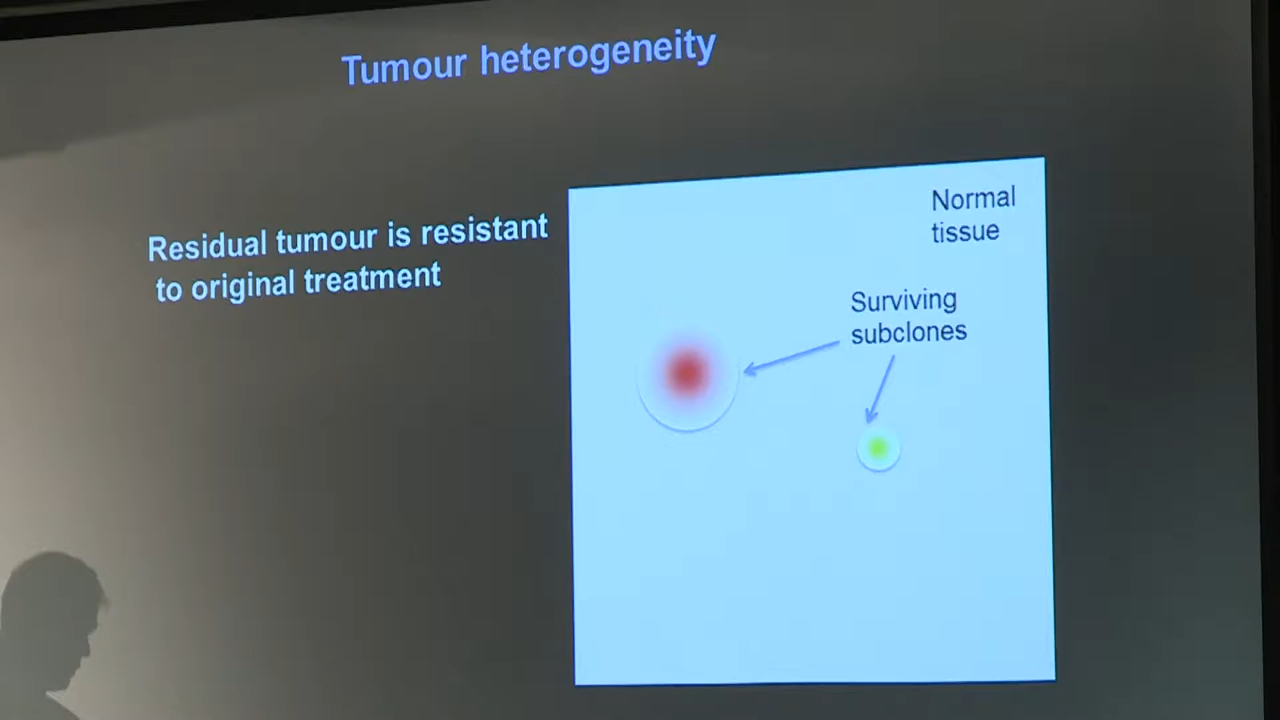 Tumour heterogeneity
Residual tumour is resistant
to original treatment
Normal
tissue
Surviving
subclones